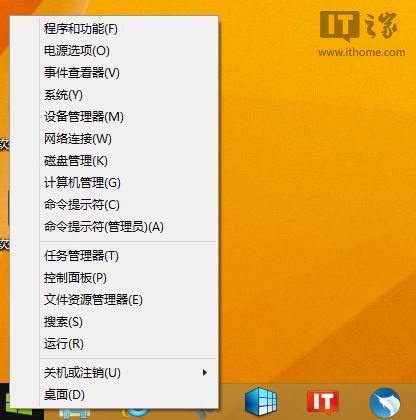 IT之家
www.ithome.com
程序和功能(F)
电源选项(O)
事件查看器(V)
系统(Y)
设备管理器(M)
网络连接(W)
磁盘管理(K)
计算机管理(G)
命令提示符(C)
命令提示符(管理员)(A)
任务管理器(T)
控制面板(P)
文件资源管理器(E)
搜索(S)
运行(R)
关机或注销(U)
桌面(D)
IT